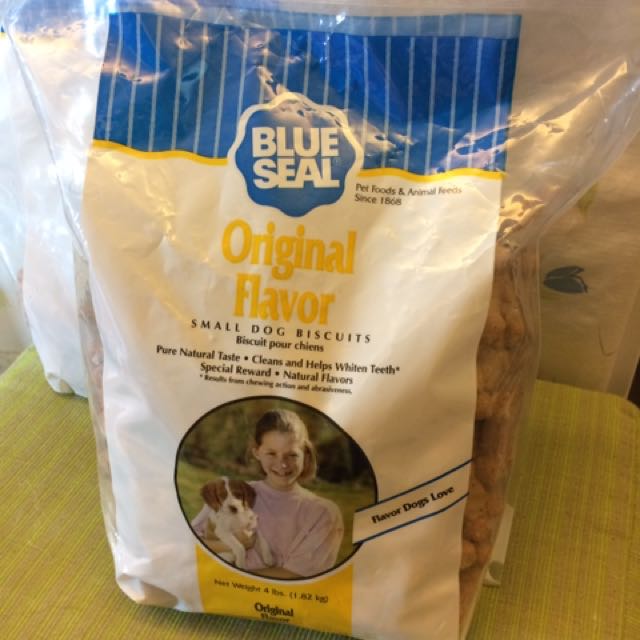 BLUE
SEAL
Pet Foods & Animal Feeds
Since 1868
Original
Flavor
SMALL DOG BISCUITS
Biscuit pour chiens
Pure Natural Taste • Cleans and Helps Whiten Teeth*
Special Reward • Natural Flavors
*Results from chewing action and abrasiveness.
Flavor Dogs Love
Net Weight 4 lbs. (1.82 kg)
Original
Flavor